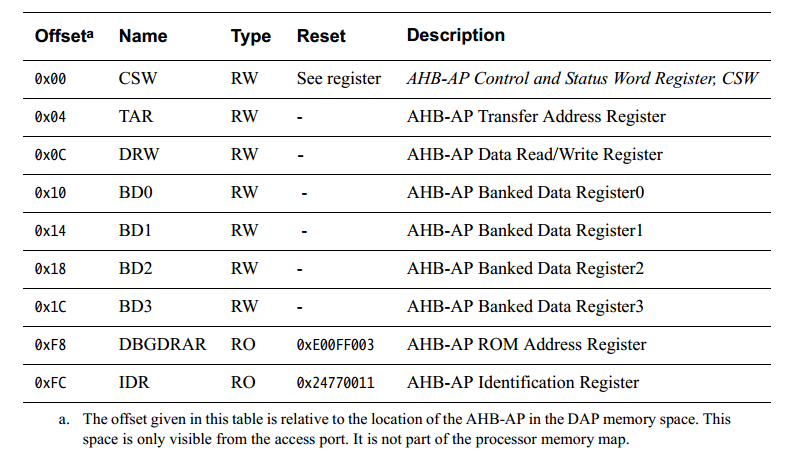 Offsetᵃ Name Type Reset Description
0x00 CSW RW See register AHB-AP Control and Status Word Register, CSW
0x04 TAR RW - AHB-AP Transfer Address Register
0x0C DRW RW - AHB-AP Data Read/Write Register
0x10 BD0 RW - AHB-AP Banked Data Register0
0x14 BD1 RW - AHB-AP Banked Data Register1
0x18 BD2 RW - AHB-AP Banked Data Register2
0x1C BD3 RW - AHB-AP Banked Data Register3
0xF8 DBGDRAR RO 0xE00FF003 AHB-AP ROM Address Register
0xFC IDR RO 0x24770011 AHB-AP Identification Register
a. The offset given in this table is relative to the location of the AHB-AP in the DAP memory space. This
space is only visible from the access port. It is not part of the processor memory map.